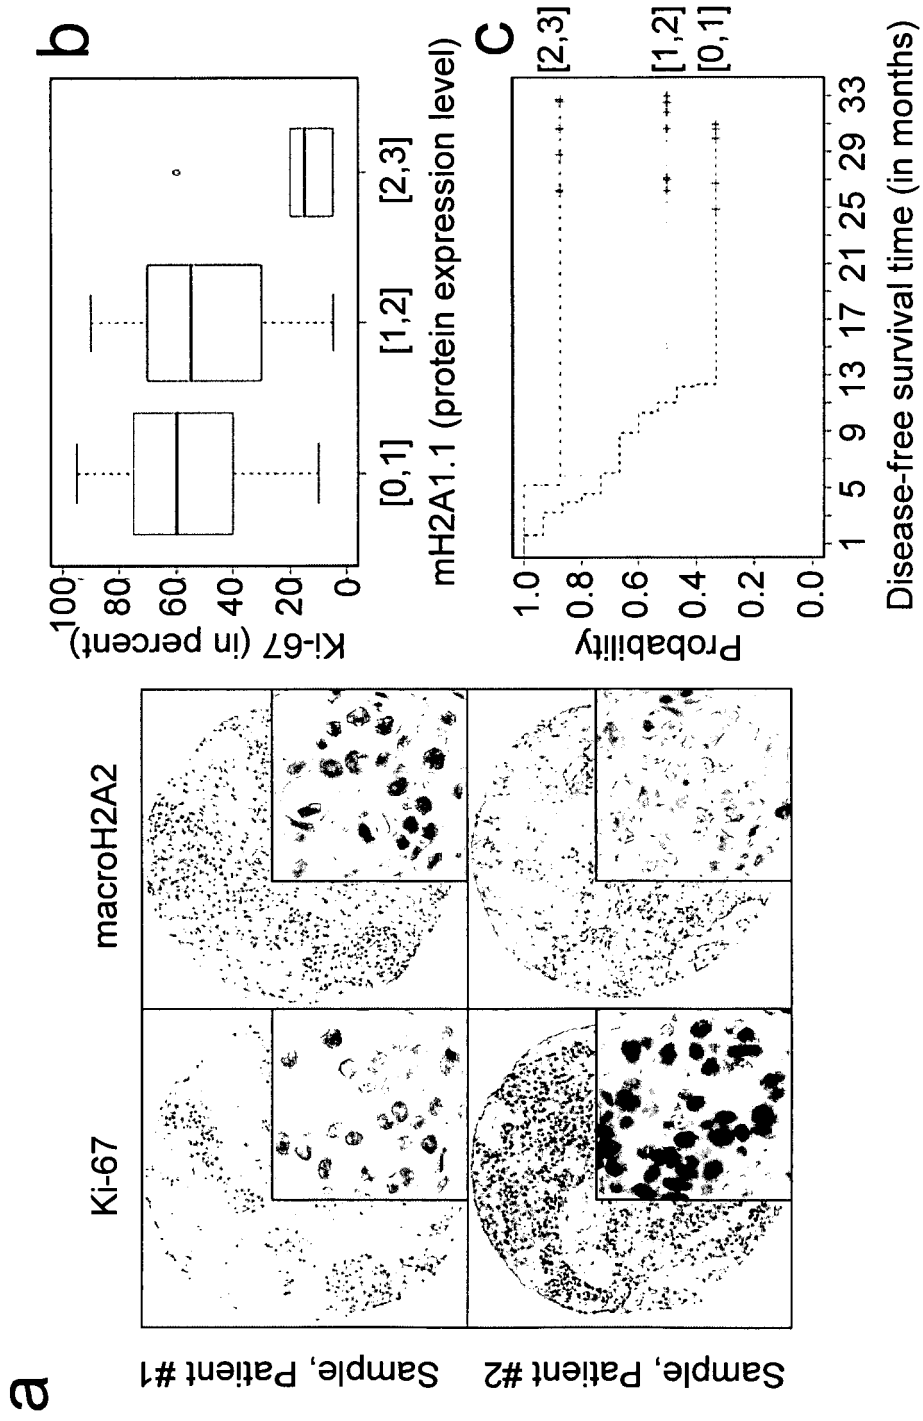 a
Ki-67
macroH2A2
Sample, Patient #1
Sample, Patient #2
b
Ki-67 (in percent)
100
80
60
40
20
0
[0,1]
[1,2]
[2,3]
mH2A1.1 (protein expression level)
c
Probability
1.0
0.8
0.6
0.4
0.2
0.0
[2,3]
[1,2]
[0,1]
1 5 9 13 17 21 25 29 33
Disease-free survival time (in months)